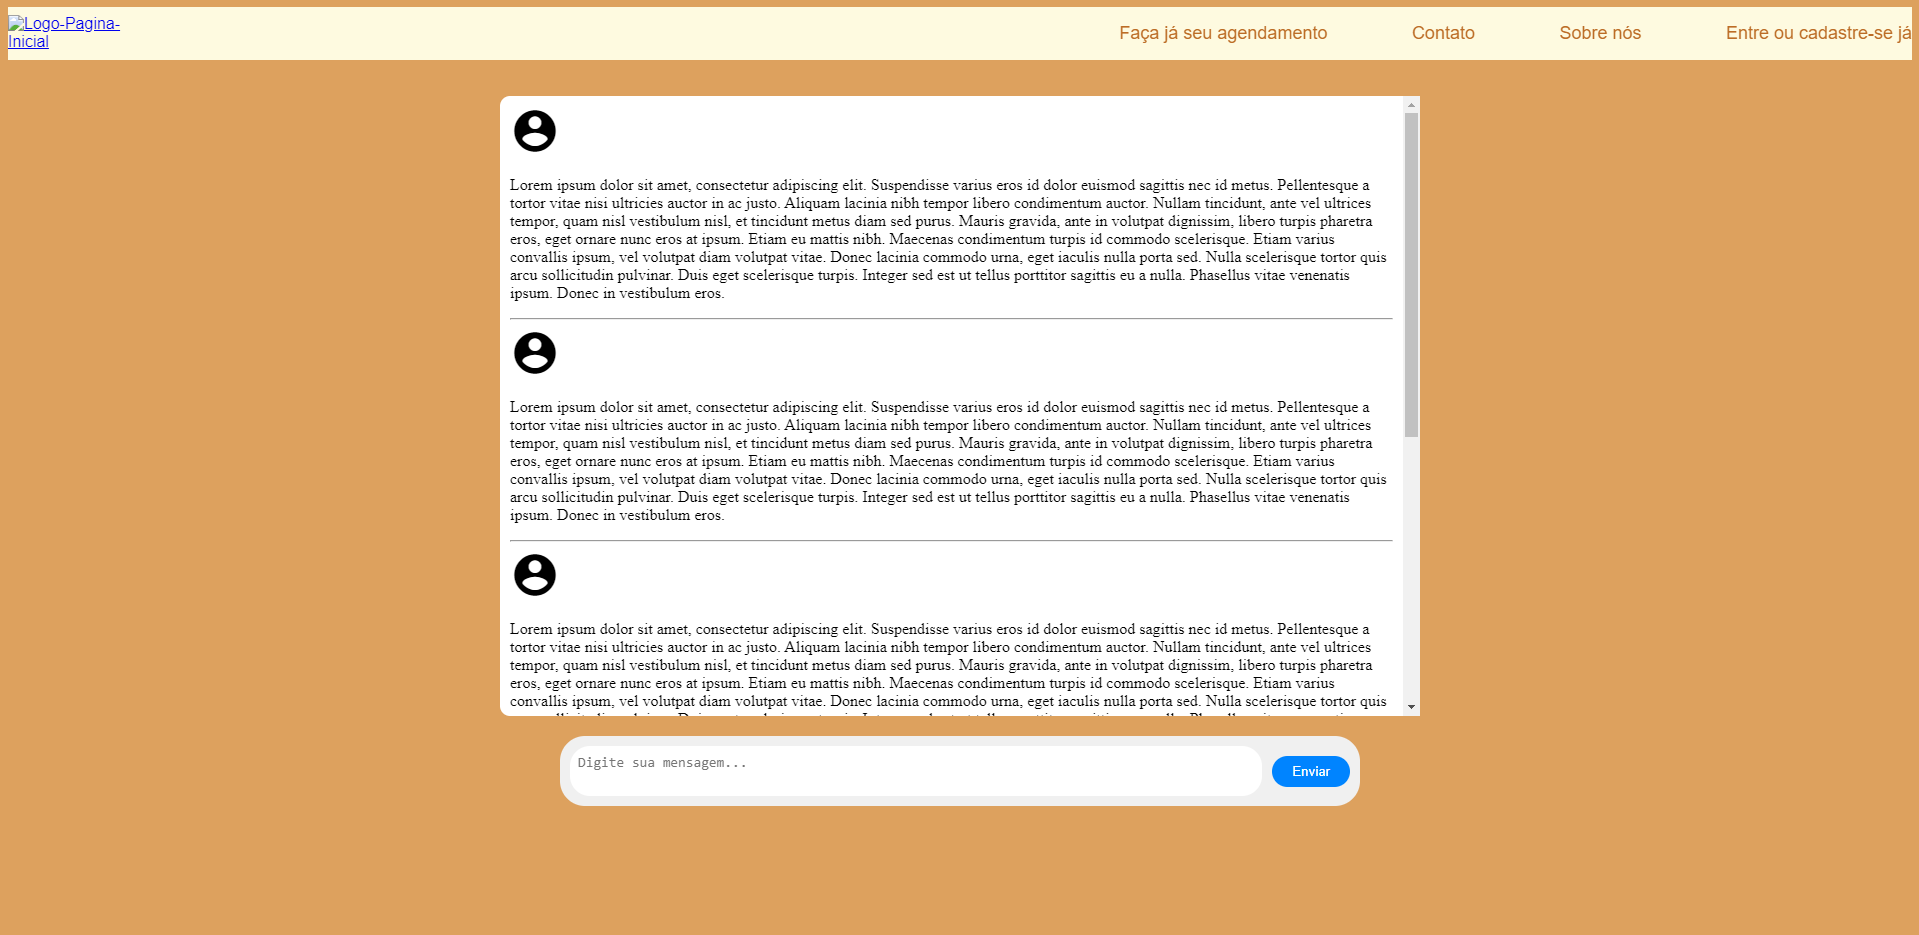 Logo-Pagina-
Inicial
Faça já seu agendamento
Contato
Sobre nós
Entre ou cadastre-se já
Lorem ipsum dolor sit amet, consectetur adipiscing elit. Suspendisse varius eros id dolor euismod sagittis nec id metus. Pellentesque a
tortor vitae nisi ultricies auctor in ac justo. Aliquam lacinia nibh tempor libero condimentum auctor. Nullam tincidunt, ante vel ultrices
tempor, quam nisl vestibulum nisl, et tincidunt metus diam sed purus. Mauris gravida, ante in volutpat dignissim, libero turpis pharetra
eros, eget ornare nunc eros at ipsum. Etiam eu mattis nibh. Maecenas condimentum turpis id commodo scelerisque. Etiam varius
convallis ipsum, vel volutpat diam volutpat vitae. Donec lacinia commodo urna, eget iaculis nulla porta sed. Nulla scelerisque tortor quis
arcu sollicitudin pulvinar. Duis eget scelerisque turpis. Integer sed est ut tellus porttitor sagittis eu a nulla. Phasellus vitae venenatis
ipsum. Donec in vestibulum eros.
Lorem ipsum dolor sit amet, consectetur adipiscing elit. Suspendisse varius eros id dolor euismod sagittis nec id metus. Pellentesque a
tortor vitae nisi ultricies auctor in ac justo. Aliquam lacinia nibh tempor libero condimentum auctor. Nullam tincidunt, ante vel ultrices
tempor, quam nisl vestibulum nisl, et tincidunt metus diam sed purus. Mauris gravida, ante in volutpat dignissim, libero turpis pharetra
eros, eget ornare nunc eros at ipsum. Etiam eu mattis nibh. Maecenas condimentum turpis id commodo scelerisque. Etiam varius
convallis ipsum, vel volutpat diam volutpat vitae. Donec lacinia commodo urna, eget iaculis nulla porta sed. Nulla scelerisque tortor quis
arcu sollicitudin pulvinar. Duis eget scelerisque turpis. Integer sed est ut tellus porttitor sagittis eu a nulla. Phasellus vitae venenatis
ipsum. Donec in vestibulum eros.
Lorem ipsum dolor sit amet, consectetur adipiscing elit. Suspendisse varius eros id dolor euismod sagittis nec id metus. Pellentesque a
tortor vitae nisi ultricies auctor in ac justo. Aliquam lacinia nibh tempor libero condimentum auctor. Nullam tincidunt, ante vel ultrices
tempor, quam nisl vestibulum nisl, et tincidunt metus diam sed purus. Mauris gravida, ante in volutpat dignissim, libero turpis pharetra
eros, eget ornare nunc eros at ipsum. Etiam eu mattis nibh. Maecenas condimentum turpis id commodo scelerisque. Etiam varius
convallis ipsum, vel volutpat diam volutpat vitae. Donec lacinia commodo urna, eget iaculis nulla porta sed. Nulla scelerisque tortor quis
Digite sua mensagem...
Enviar